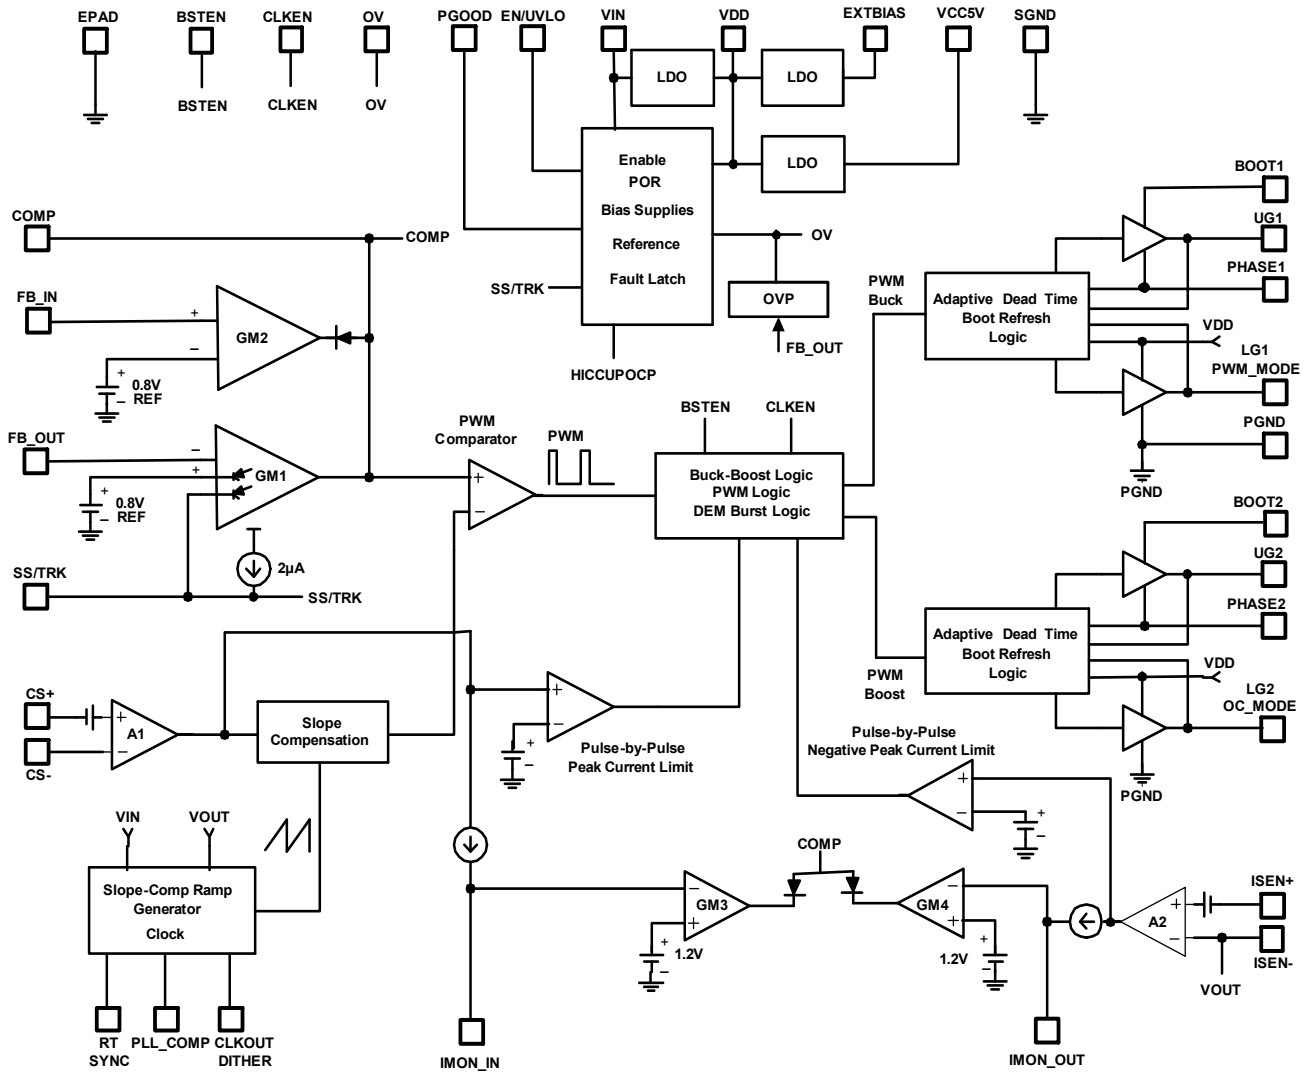 EPAD
BSTEN
CLKEN
OV
PGOOD
EN/UVLO
VIN
VDD
EXTBIAS
VCC5V
SGND
BSTEN
CLKEN
OV
LDO
LDO
LDO
Enable
POR
Bias Supplies
Reference
Fault Latch
SS/TRK
HICCUPOCP
OV
OVP
FB_OUT
COMP
COMP
FB_IN
+
−
GM2
+
−
0.8V
REF
FB_OUT
−
+
GM1
+
−
0.8V
REF
2µA
SS/TRK
SS/TRK
PWM
Comparator
+
−
PWM
BSTEN
CLKEN
Buck-Boost Logic
PWM Logic
DEM Burst Logic
PWM
Buck
Adaptive Dead Time
Boot Refresh
Logic
BOOT1
UG1
PHASE1
VDD
LG1
PWM_MODE
PGND
PGND
PWM
Boost
Adaptive Dead Time
Boot Refresh
Logic
BOOT2
UG2
PHASE2
VDD
LG2
OC_MODE
PGND
CS+
CS-
+
−
A1
Slope
Compensation
+
−
+
−
Pulse-by-Pulse
Peak Current Limit
Pulse-by-Pulse
Negative Peak Current Limit
+
−
+
−
VIN
VOUT
Slope-Comp Ramp
Generator
Clock
RT
SYNC
PLL_COMP
CLKOUT
DITHER
IMON_IN
COMP
−
+
GM3
+
−
1.2V
GM4
−
+
+
−
1.2V
IMON_OUT
A2
+
−
ISEN+
ISEN-
VOUT